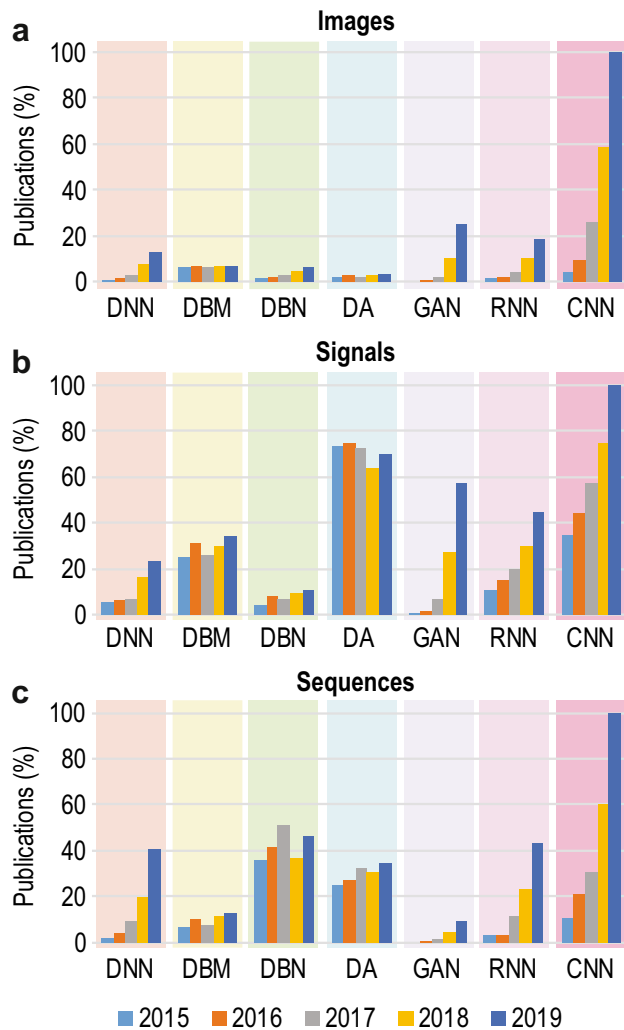 a
Images
Publications (%)
100
80
60
40
20
0
DNN DBM DBN DA GAN RNN CNN
b
Signals
Publications (%)
100
80
60
40
20
0
DNN DBM DBN DA GAN RNN CNN
c
Sequences
Publications (%)
100
80
60
40
20
0
DNN DBM DBN DA GAN RNN CNN
2015 2016 2017 2018 2019